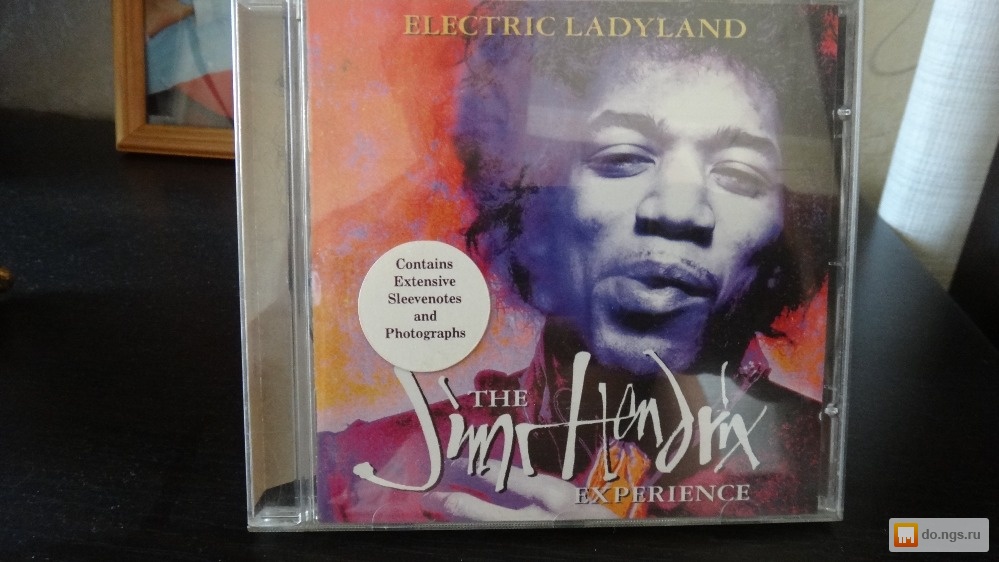 ELECTRIC LADYLAND
Contains
Extensive
Sleevenotes
and
Photographs
THE
Jimi Hendrix
EXPERIENCE
do.ngs.ru